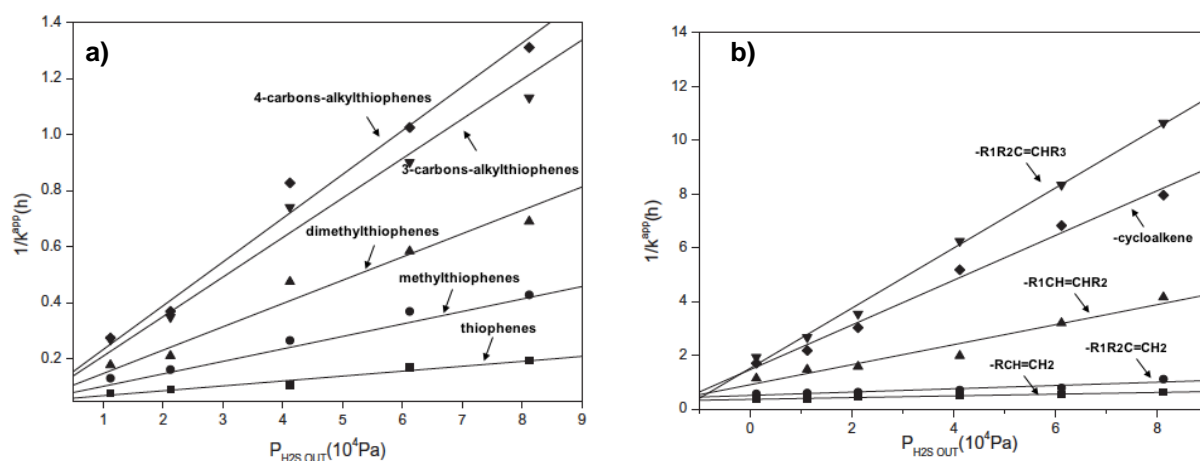 a)
1/k^app(h)
1.4
1.2
1.0
0.8
0.6
0.4
0.2
4-carbons-alkylthiophenes
3-carbons-alkylthiophenes
dimethylthiophenes
methylthiophenes
thiophenes
1 2 3 4 5 6 7 8 9
P_H2S OUT(10^4Pa)
b)
1/k^app(h)
14
12
10
8
6
4
2
0
-R1R2C=CHR3
-cycloalkene
-R1CH=CHR2
-R1R2C=CH2
-RCH=CH2
0 2 4 6 8
P_H2S OUT(10^4Pa)